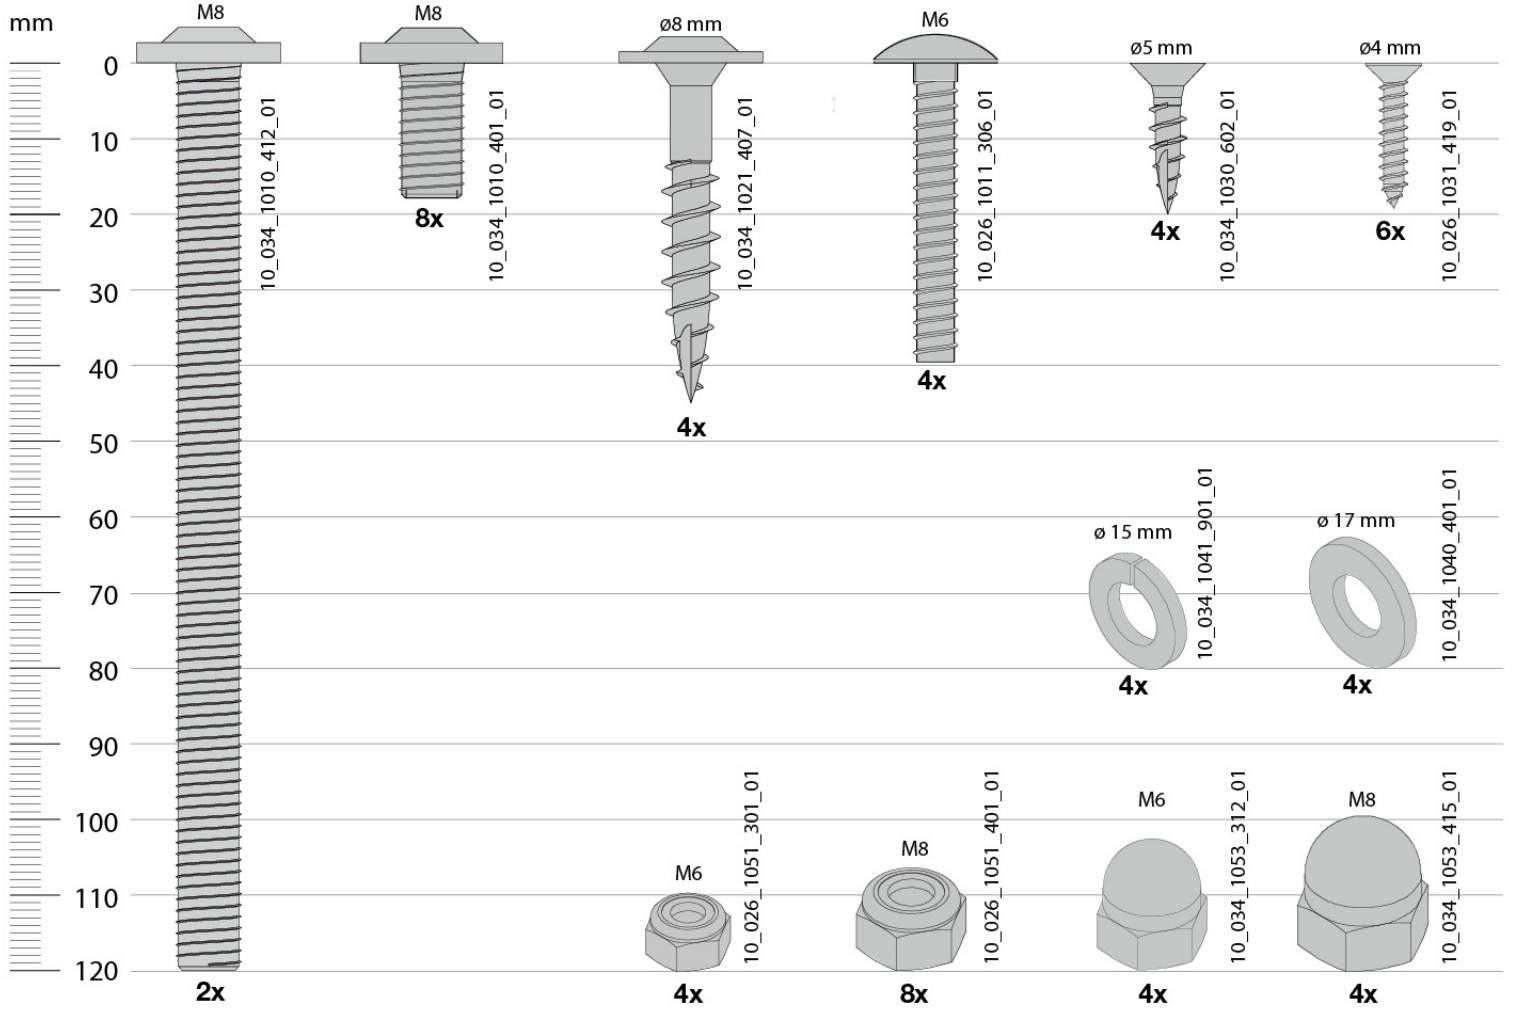 mm
0
10
20
30
40
50
60
70
80
90
100
110
120
M8
10_034_1010_412_01
2x
M8
10_034_1010_401_01
8x
ø8 mm
10_034_1021_407_01
4x
M6
10_026_1011_306_01
4x
ø5 mm
10_034_1030_602_01
4x
ø4 mm
10_026_1031_419_01
6x
ø 15 mm
10_034_1041_901_01
4x
ø 17 mm
10_034_1040_401_01
4x
M6
10_026_1051_301_01
4x
M8
10_026_1051_401_01
8x
M6
10_034_1053_312_01
4x
M8
10_034_1053_415_01
4x